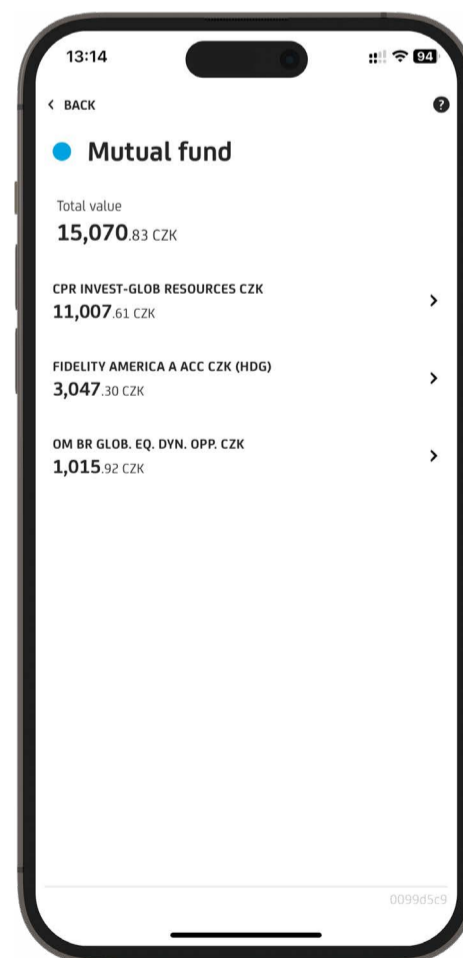 13:14
94
BACK
?
Mutual fund
Total value
15,070.83 CZK
CPR INVEST-GLOB RESOURCES CZK
11,007.61 CZK
FIDELITY AMERICA A ACC CZK (HDG)
3,047.30 CZK
OM BR GLOB. EQ. DYN. OPP. CZK
1,015.92 CZK
0099d5c9